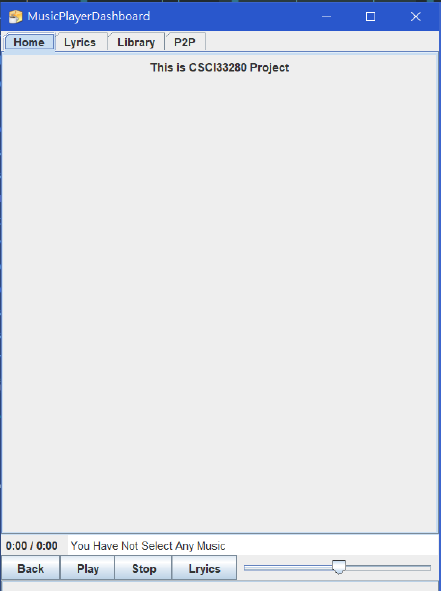 MusicPlayerDashboard
Home Lyrics Library P2P
This is CSCI33280 Project
0:00 / 0:00 You Have Not Select Any Music
Back Play Stop Lryics